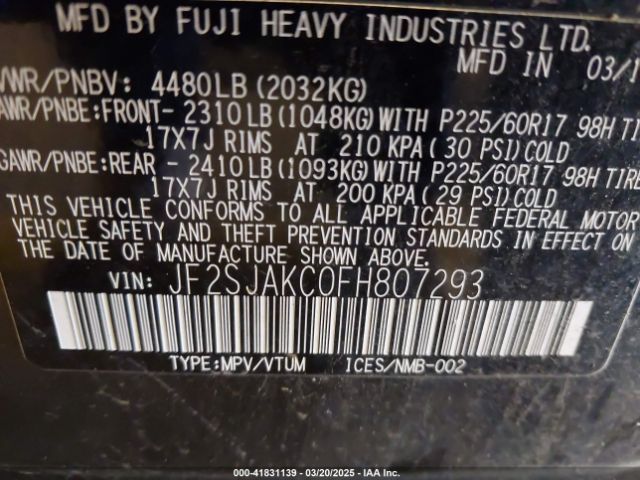 MFD BY FUJI HEAVY INDUSTRIES LTD.
MFD IN 03/1
VWR/PNBV: 4480LB (2032KG)
AWR/PNBE:FRONT- 2310LB (1048KG) WITH P225/60R17 98H TI
17X7J RIMS AT 210 KPA (30 PSI) COLD
GAWR/PNBE:REAR - 2410LB (1093KG) WITH P225/60R17 98H TIRE
17X7J RIMS AT 200 KPA (29 PSI) COLD
THIS VEHICLE CONFORMS TO ALL APPLICABLE FEDERAL MOTOR
VEHICLE SAFETY AND THEFT PREVENTION STANDARDS IN EFFECT ON
THE DATE OF MANUFACTURE SHOWN ABOVE.
VIN: JF2SJAKC0FH807293
TYPE:MPV/VTUM ICES/NMB-002
000-41831139 - 03/20/2025 - IAA Inc.